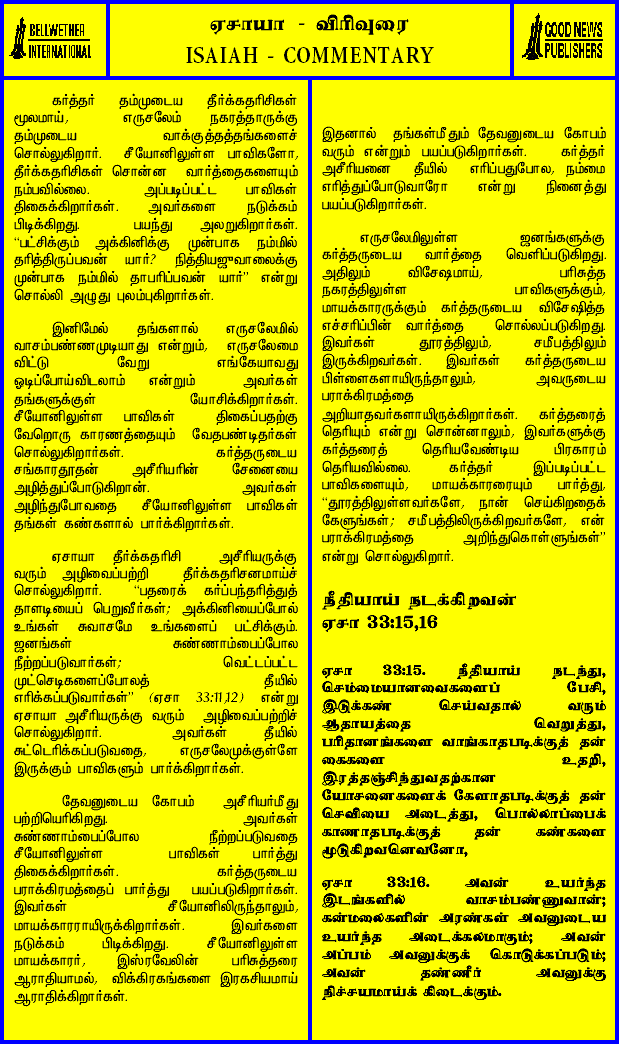 BELLWETHER
INTERNATIONAL
ஏசாயா - விரிவுரை
ISAIAH - COMMENTARY
GOOD NEWS
PUBLISHERS
கர்த்தர் தம்முடைய தீர்க்கதரிசிகள்
மூலமாய், எருசலேம் நகரத்தாருக்கு
தம்முடைய வாக்குத்தத்தங்களைச்
சொல்லுகிறார். சீயோனிலுள்ள பாவிகளோ,
தீர்க்கதரிசிகள் சொன்ன வார்த்தைகளையும்
நம்பவில்லை. அப்படிப்பட்ட பாவிகள்
திகைக்கிறார்கள். அவர்களை நடுக்கம்
பிடிக்கிறது. பயந்து அலறுகிறார்கள்.
“பட்சிக்கும் அக்கினிக்கு முன்பாக நம்மில்
தரித்திருப்பவன் யார்? நித்தியஜுவாலைக்கு
முன்பாக நம்மில் தாபரிப்பவன் யார்” என்று
சொல்லி அழுது புலம்புகிறார்கள்.
இனிமேல் தங்களால் எருசலேமில்
வாசம்பண்ணமுடியாது என்றும், எருசலேமை
விட்டு வேறு எங்கேயாவது
ஓடிப்போய்விடலாம் என்றும் அவர்கள்
தங்களுக்குள் யோசிக்கிறார்கள்.
சீயோனிலுள்ள பாவிகள் திகைப்பதற்கு
வேறொரு காரணத்தையும் வேதபண்டிதர்கள்
சொல்லுகிறார்கள். கர்த்தருடைய
சங்காரதூதன் அசீரியரின் சேனையை
அழித்துப்போடுகிறான். அவர்கள்
அழிந்துபோவதை சீயோனிலுள்ள பாவிகள்
தங்கள் கண்களால் பார்க்கிறார்கள்.
ஏசாயா தீர்க்கதரிசி அசீரியருக்கு
வரும் அழிவைப்பற்றி தீர்க்கதரிசனமாய்ச்
சொல்லுகிறார். “பதரைக் கர்ப்பந்தரித்துத்
தாளடியைப் பெறுவீர்கள்; அக்கினியைப்போல்
உங்கள் சுவாசமே உங்களைப் பட்சிக்கும்.
ஜனங்கள் சுண்ணாம்பைப்போல
நீற்றப்படுவார்கள்; வெட்டப்பட்ட
முட்செடிகளைப்போலத் தீயில்
எரிக்கப்படுவார்கள்” (ஏசா 33:11,12) என்று
ஏசாயா அசீரியருக்கு வரும் அழிவைப்பற்றிச்
சொல்லுகிறார். அவர்கள் தீயில்
சுட்டெரிக்கப்படுவதை, எருசலேமுக்குள்ளே
இருக்கும் பாவிகளும் பார்க்கிறார்கள்.
தேவனுடைய கோபம் அசீரியர்மீது
பற்றியெரிகிறது. அவர்கள்
சுண்ணாம்பைப்போல நீற்றப்படுவதை
சீயோனிலுள்ள பாவிகள் பார்த்து
திகைக்கிறார்கள். கர்த்தருடைய
பராக்கிரமத்தைப் பார்த்து பயப்படுகிறார்கள்.
இவர்கள் சீயோனிலிருந்தாலும்,
மாயக்காரராயிருக்கிறார்கள். இவர்களை
நடுக்கம் பிடிக்கிறது. சீயோனிலுள்ள
மாயக்காரர், இஸ்ரவேலின் பரிசுத்தரை
ஆராதியாமல், விக்கிரகங்களை இரகசியமாய்
ஆராதிக்கிறார்கள்.
இதனால் தங்கள்மீதும் தேவனுடைய கோபம்
வரும் என்றும் பயப்படுகிறார்கள். கர்த்தர்
அசீரியனை தீயில் எரிப்பதுபோல, நம்மை
எரித்துப்போடுவாரோ என்று நினைத்து
பயப்படுகிறார்கள்.
எருசலேமிலுள்ள ஜனங்களுக்கு
கர்த்தருடைய வார்த்தை வெளிப்படுகிறது.
அதிலும் விசேஷமாய், பரிசுத்த
நகரத்திலுள்ள பாவிகளுக்கும்,
மாயக்காரருக்கும் கர்த்தருடைய விசேஷித்த
எச்சரிப்பின் வார்த்தை சொல்லப்படுகிறது.
இவர்கள் தூரத்திலும், சமீபத்திலும்
இருக்கிறவர்கள். இவர்கள் கர்த்தருடைய
பிள்ளைகளாயிருந்தாலும், அவருடைய
பராக்கிரமத்தை
அறியாதவர்களாயிருக்கிறார்கள். கர்த்தரைத்
தெரியும் என்று சொன்னாலும், இவர்களுக்கு
கர்த்தரைத் தெரியவேண்டிய பிரகாரம்
தெரியவில்லை. கர்த்தர் இப்படிப்பட்ட
பாவிகளையும், மாயக்காரரையும் பார்த்து,
“தூரத்திலுள்ளவர்களே, நான் செய்கிறதைக்
கேளுங்கள்; சமீபத்திலிருக்கிறவர்களே, என்
பராக்கிரமத்தை அறிந்துகொள்ளுங்கள்”
என்று சொல்லுகிறார்.
நீதியாய் நடக்கிறவன்
ஏசா 33:15,16
ஏசா 33:15. நீதியாய் நடந்து,
செம்மையானவைகளைப் பேசி,
இடுக்கண் செய்வதால் வரும்
ஆதாயத்தை வெறுத்து,
பரிதானங்களை வாங்காதபடிக்குத் தன்
கைகளை உதறி,
இரத்தஞ்சிந்துவதற்கான
யோசனைகளைக் கேளாதபடிக்குத் தன்
செவியை அடைத்து, பொல்லாப்பைக்
காணாதபடிக்குத் தன் கண்களை
மூடுகிறவனெவனோ,
ஏசா 33:16. அவன் உயர்ந்த
இடங்களில் வாசம்பண்ணுவான்;
கன்மலைகளின் அரண்கள் அவனுடைய
உயர்ந்த அடைக்கலமாகும்; அவன்
அப்பம் அவனுக்குக் கொடுக்கப்படும்;
அவன் தண்ணீர் அவனுக்கு
நிச்சயமாய்க் கிடைக்கும்.